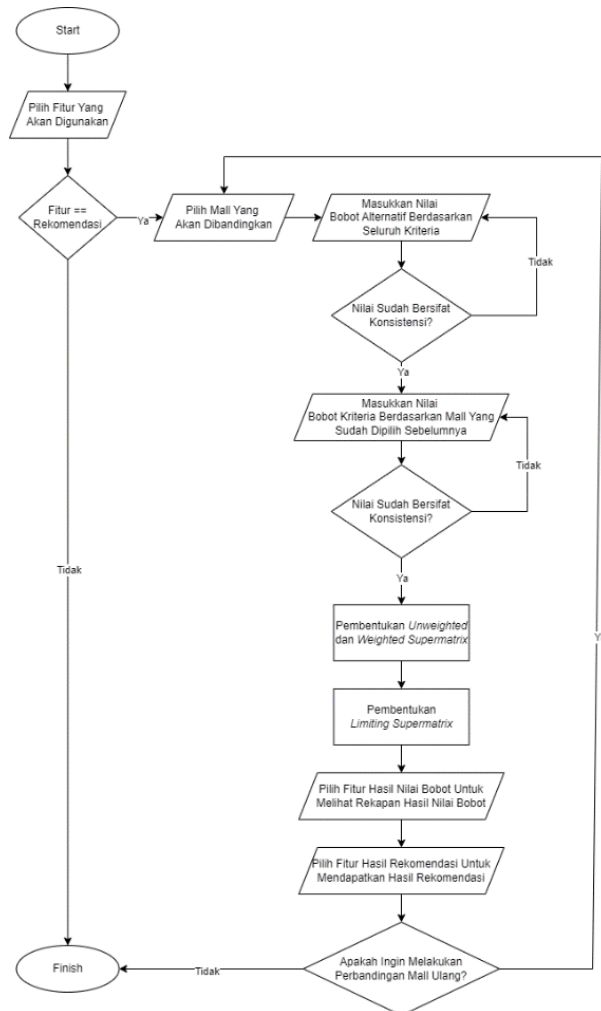 Start
Pilih Fitur Yang
Akan Digunakan
Fitur ==
Rekomendasi
Ya
Pilih Mall Yang
Akan Dibandingkan
Masukkan Nilai
Bobot Alternatif Berdasarkan
Seluruh Kriteria
Tidak
Nilai Sudah Bersifat
Konsistensi?
Ya
Masukkan Nilai
Bobot Kriteria Berdasarkan Mall Yang
Sudah Dipilih Sebelumnya
Tidak
Nilai Sudah Bersifat
Konsistensi?
Ya
Tidak
Pembentukan Unweighted
dan Weighted Supermatrix
Pembentukan
Limiting Supermatrix
Pilih Fitur Hasil Nilai Bobot Untuk
Melihat Rekapan Hasil Nilai Bobot
Pilih Fitur Hasil Rekomendasi Untuk
Mendapatkan Hasil Rekomendasi
Apakah Ingin Melakukan
Perbandingan Mall Ulang?
Tidak
Finish